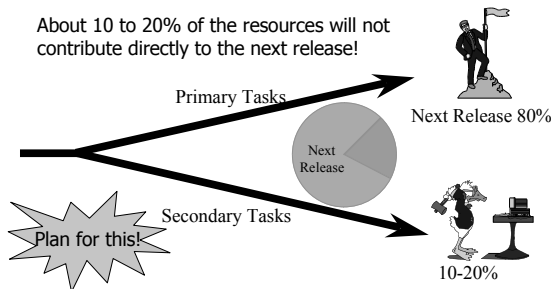 About 10 to 20% of the resources will not
contribute directly to the next release!
Primary Tasks
Next Release 80%
Next
Release
Secondary Tasks
Plan for this!
10-20%